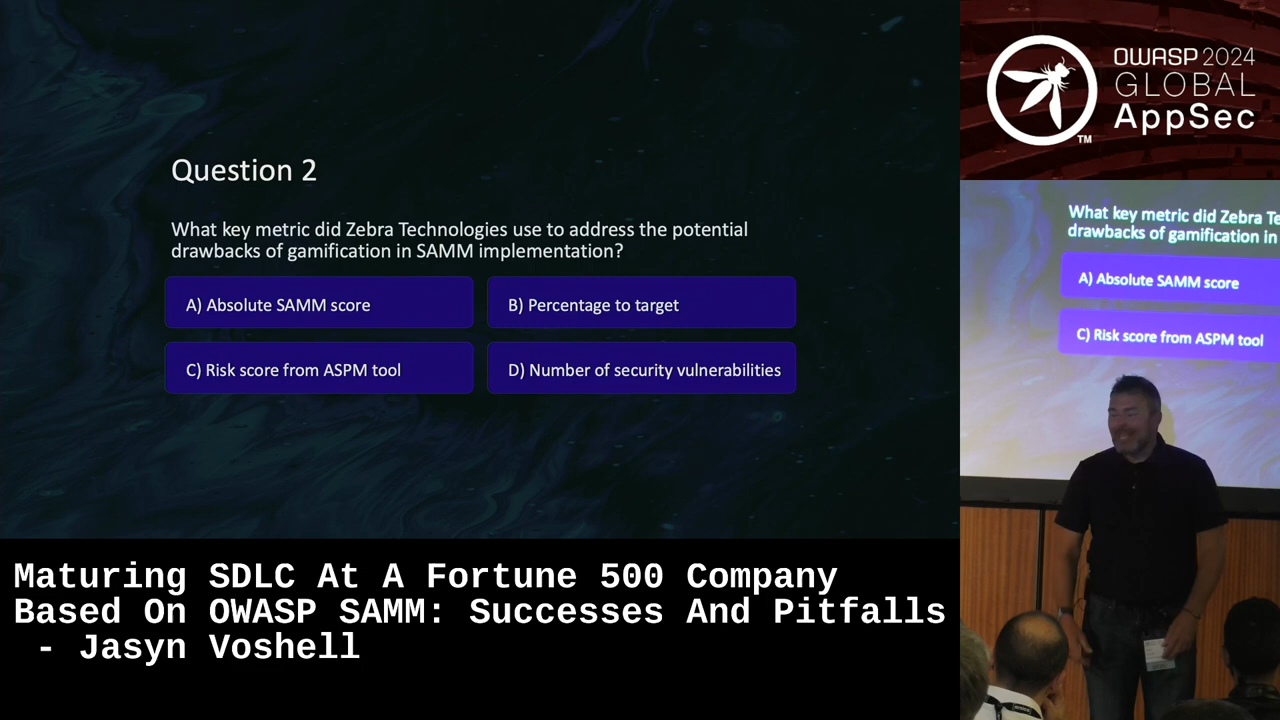 Question 2
What key metric did Zebra Technologies use to address the potential
drawbacks of gamification in SAMM implementation?
A) Absolute SAMM score
B) Percentage to target
C) Risk score from ASPM tool
D) Number of security vulnerabilities
Maturing SDLC At A Fortune 500 Company
Based On OWASP SAMM: Successes And Pitfalls
- Jasyn Voshell
OWASP 2024
GLOBAL
AppSec
TM
What key metric did Zebra Te
drawbacks of gamification in
A) Absolute SAMM score
C) Risk score from ASPM tool